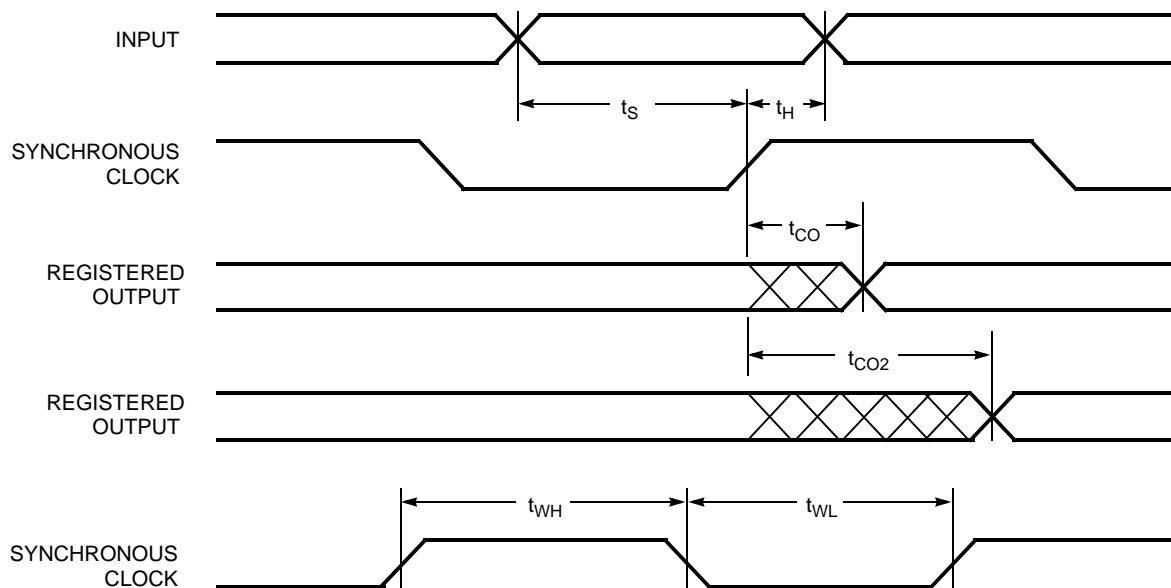 INPUT
tS
tH
SYNCHRONOUS
CLOCK
tCO
REGISTERED
OUTPUT
tCO2
REGISTERED
OUTPUT
tWH
tWL
SYNCHRONOUS
CLOCK